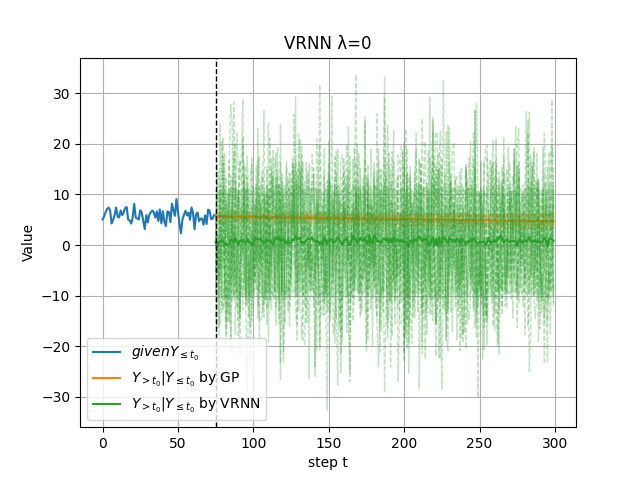 VRNN λ=0
Value
30
20
10
0
−10
−20
−30
givenY≤t₀
Y>t₀|Y≤t₀ by GP
Y>t₀|Y≤t₀ by VRNN
0 50 100 150 200 250 300
step t